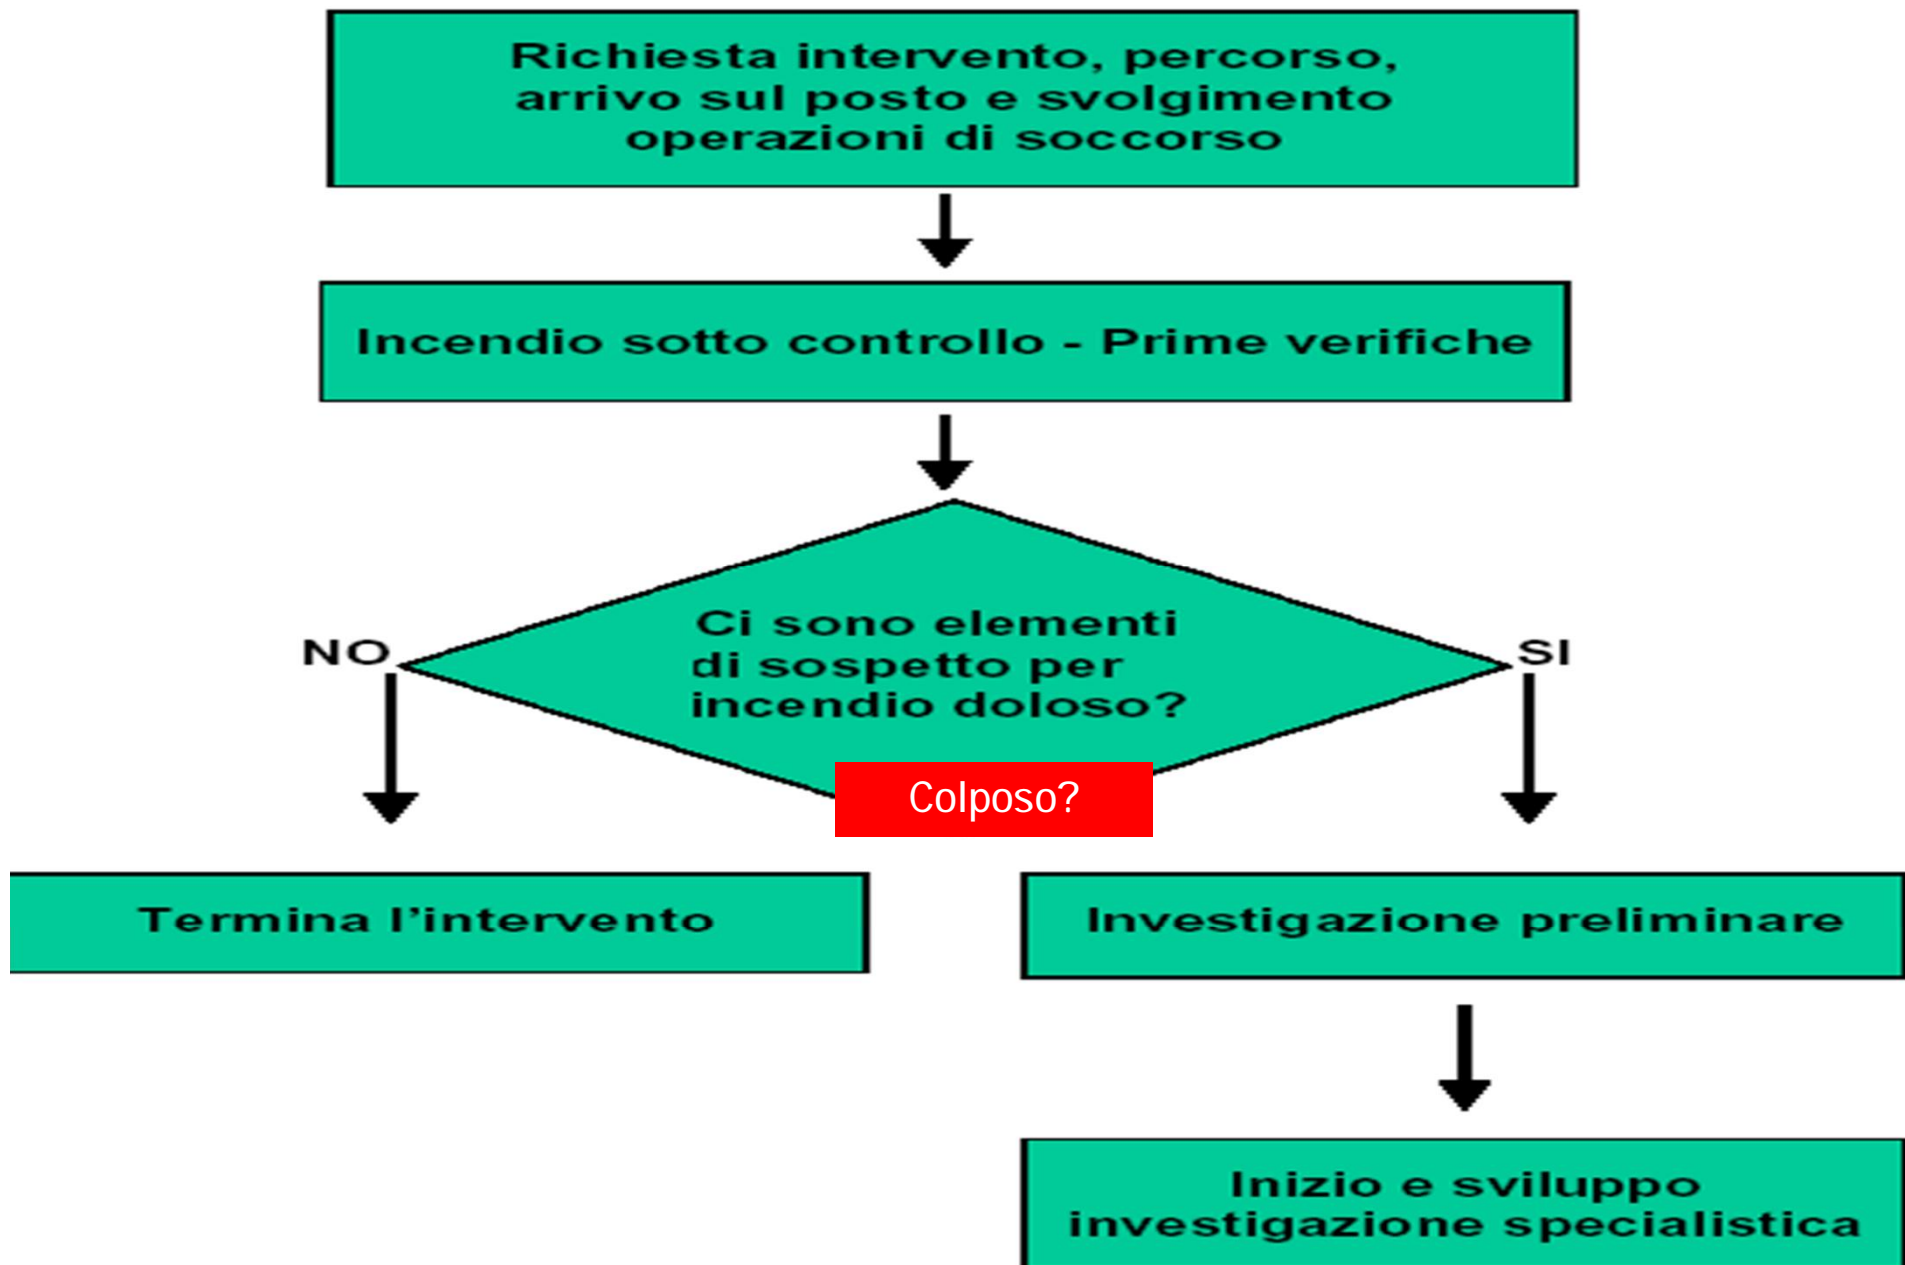 Richiesta intervento, percorso,
arrivo sul posto e svolgimento
operazioni di soccorso
Incendio sotto controllo - Prime verifiche
Ci sono elementi
di sospetto per
incendio doloso?
NO
SI
Colposo?
Termina l'intervento
Investigazione preliminare
Inizio e sviluppo
investigazione specialistica